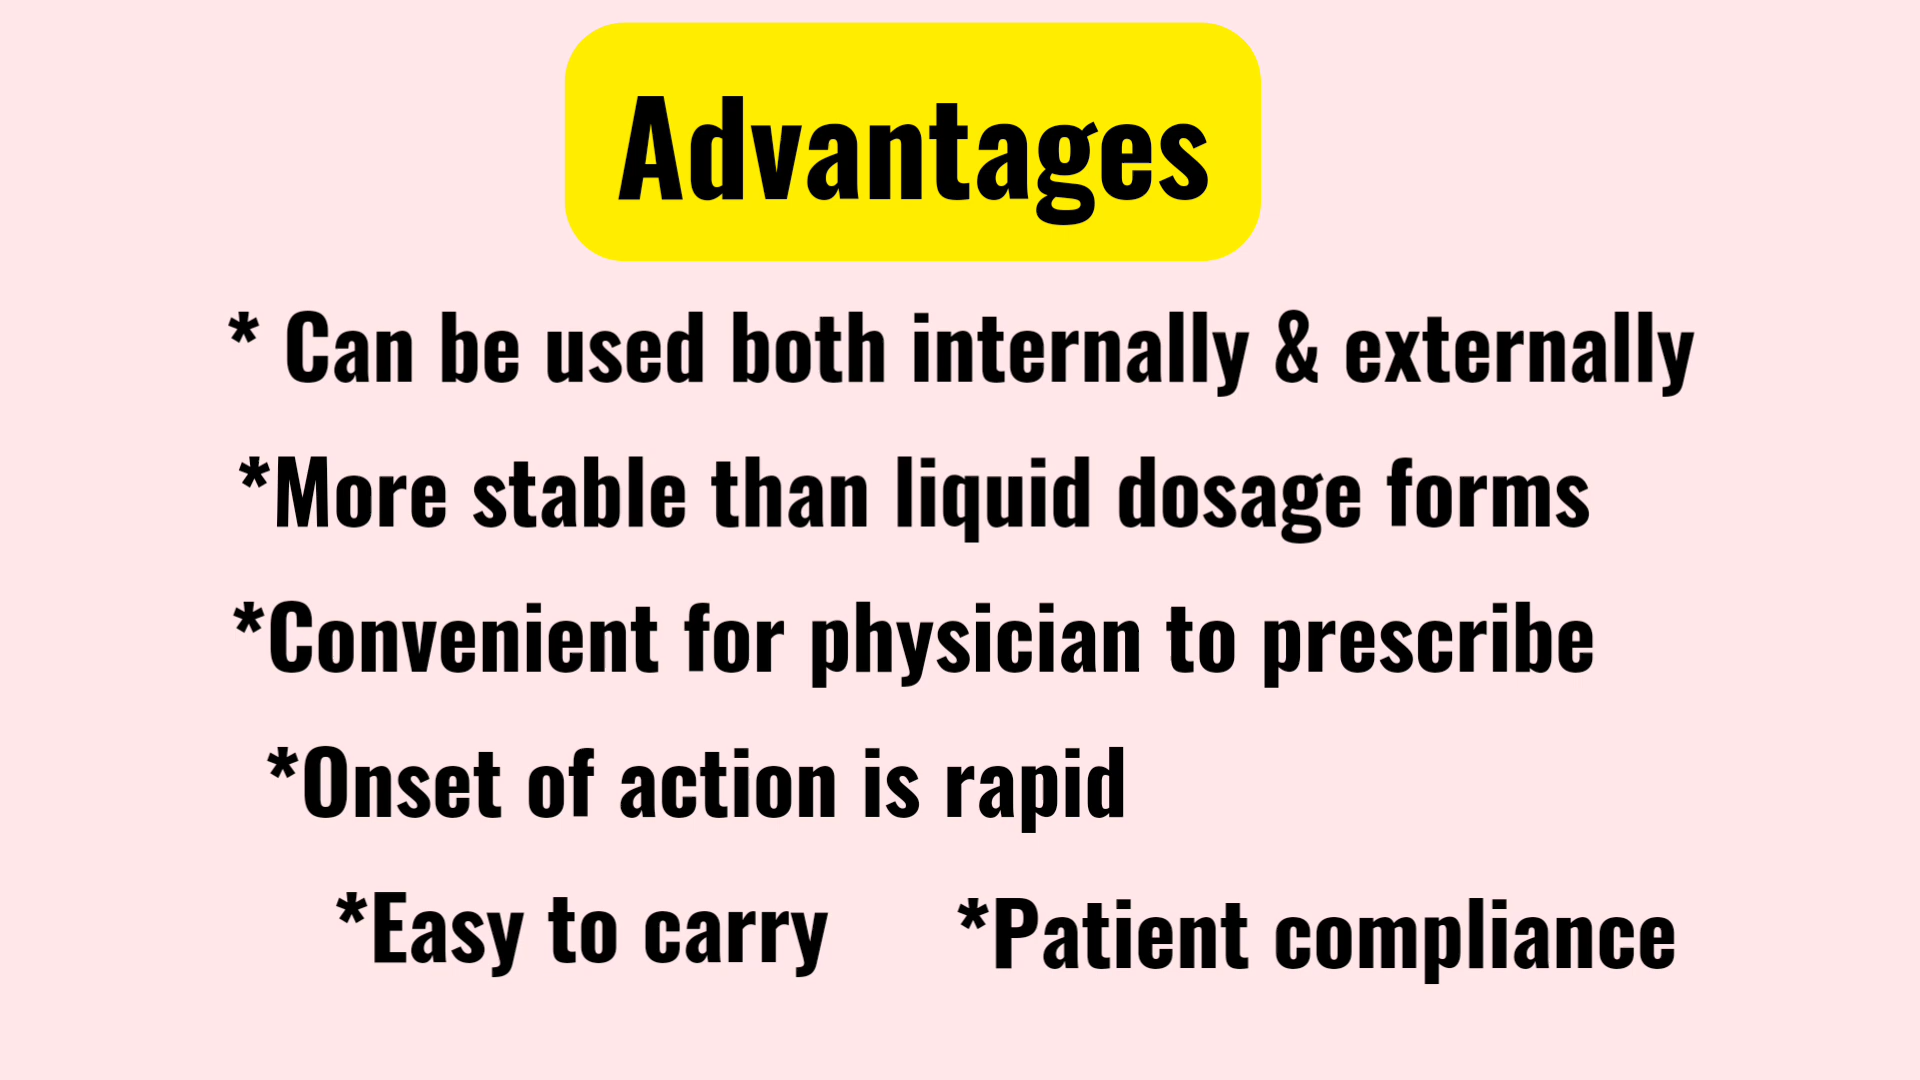 Advantages
* Can be used both internally & externally
*More stable than liquid dosage forms
*Convenient for physician to prescribe
*Onset of action is rapid
*Easy to carry
*Patient compliance